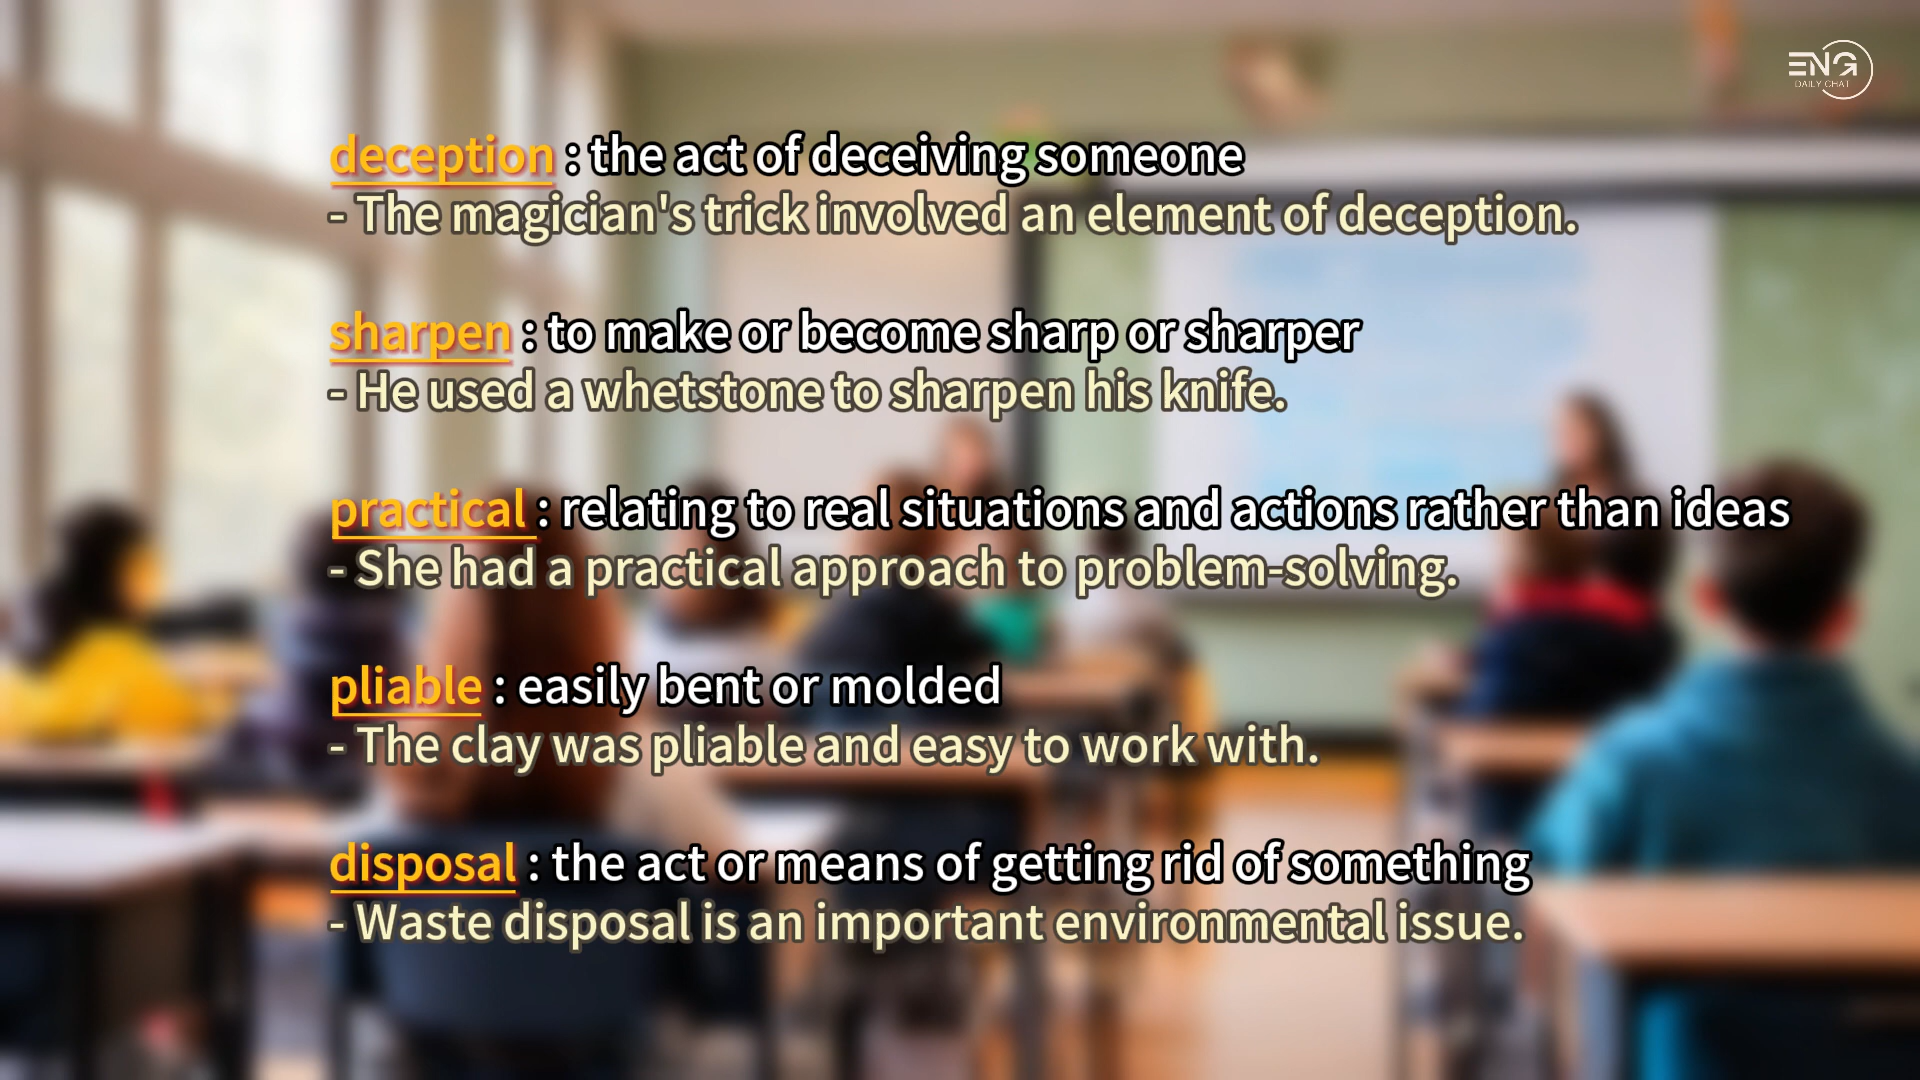 ENG
DAILY CHAT
deception : the act of deceiving someone
- The magician's trick involved an element of deception.
sharpen : to make or become sharp or sharper
- He used a whetstone to sharpen his knife.
practical : relating to real situations and actions rather than ideas
- She had a practical approach to problem-solving.
pliable : easily bent or molded
- The clay was pliable and easy to work with.
disposal : the act or means of getting rid of something
- Waste disposal is an important environmental issue.